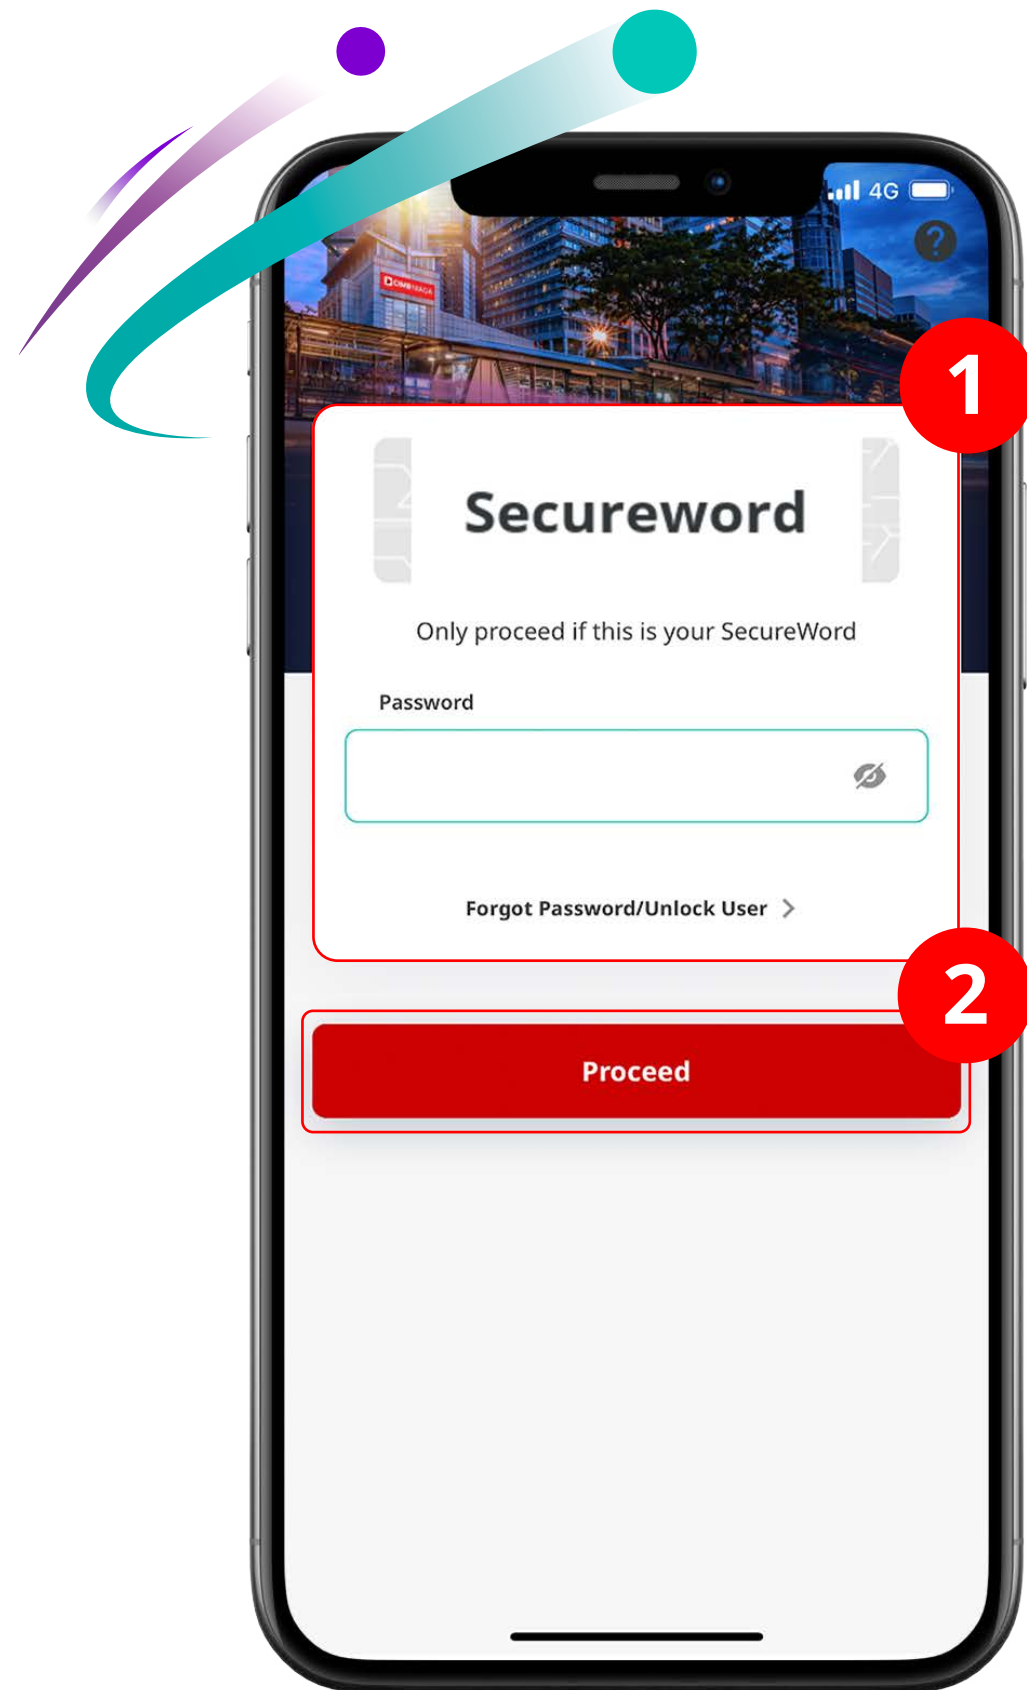 4G
?
1
Secureword
Only proceed if this is your SecureWord
Password
Forgot Password/Unlock User >
2
Proceed